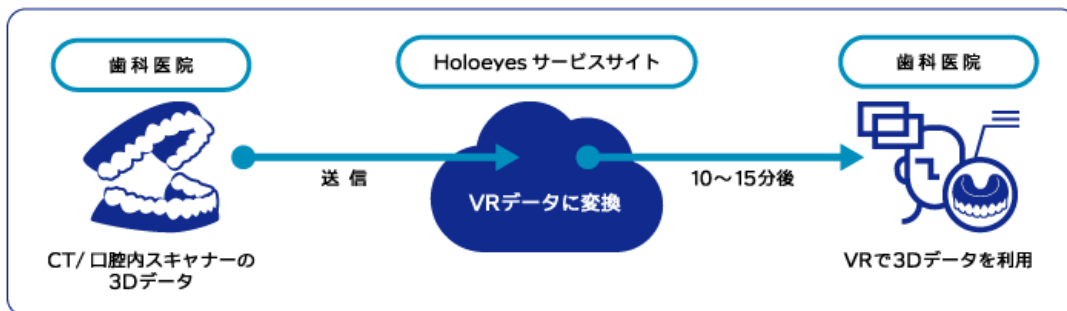 歯科医院
Holoeyes サービスサイト
歯科医院
送信
VRデータに変換
10〜15分後
CT/口腔内スキャナーの
3Dデータ
VRで3Dデータを利用